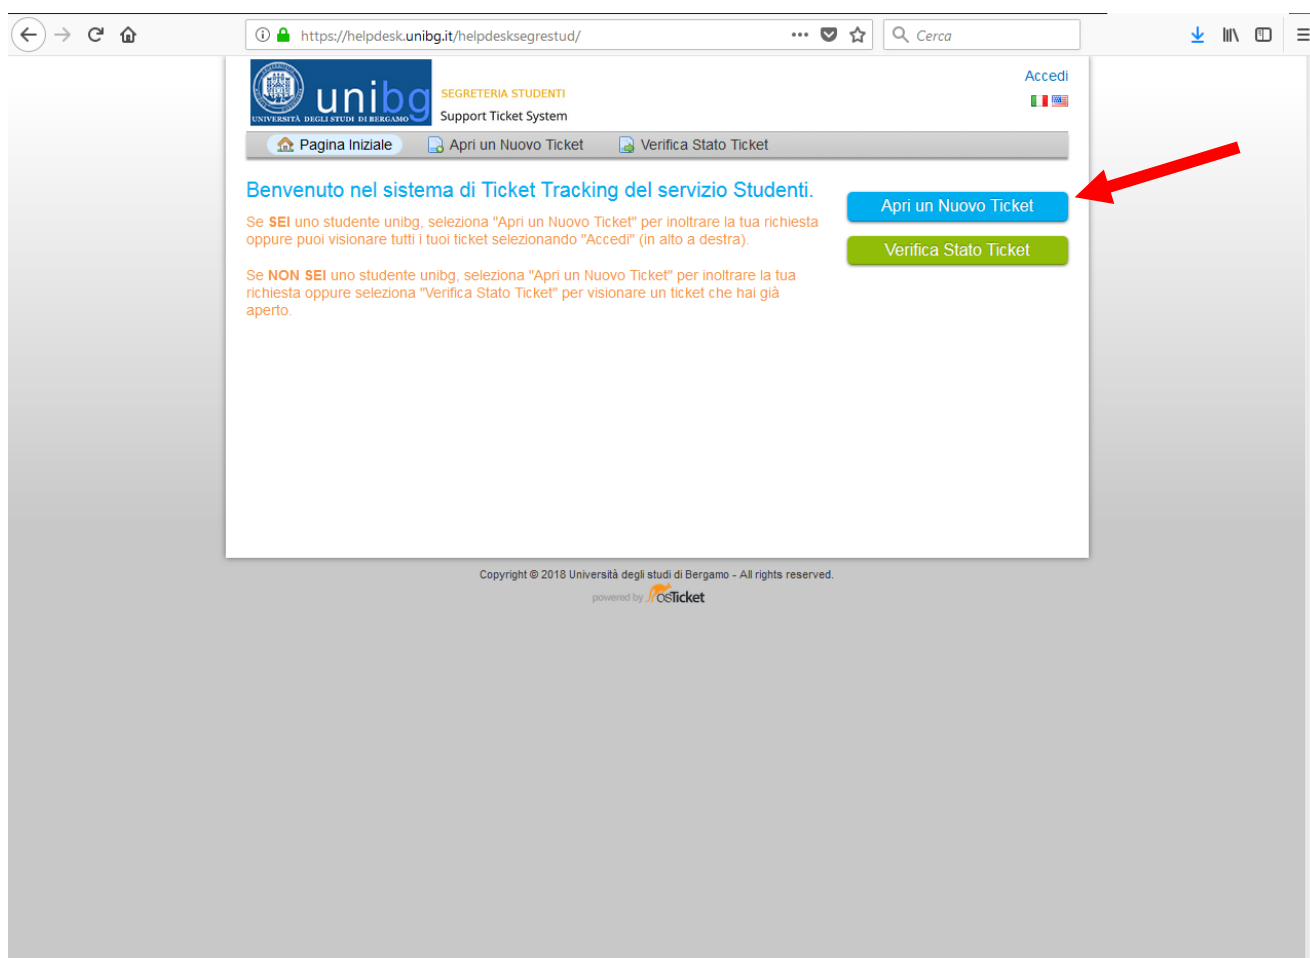 https://helpdesk.unibg.it/helpdesksegrestud/
Cerca
unibg
UNIVERSITÀ DEGLI STUDI DI BERGAMO
SEGRETERIA STUDENTI
Support Ticket System
Accedi
Pagina Iniziale
Apri un Nuovo Ticket
Verifica Stato Ticket
Benvenuto nel sistema di Ticket Tracking del servizio Studenti.
Se SEI uno studente unibg, seleziona "Apri un Nuovo Ticket" per inoltrare la tua richiesta
oppure puoi visionare tutti i tuoi ticket selezionando "Accedi" (in alto a destra).
Se NON SEI uno studente unibg, seleziona "Apri un Nuovo Ticket" per inoltrare la tua
richiesta oppure seleziona "Verifica Stato Ticket" per visionare un ticket che hai già
aperto.
Apri un Nuovo Ticket
Verifica Stato Ticket
Copyright © 2018 Università degli studi di Bergamo - All rights reserved.
powered by osTicket